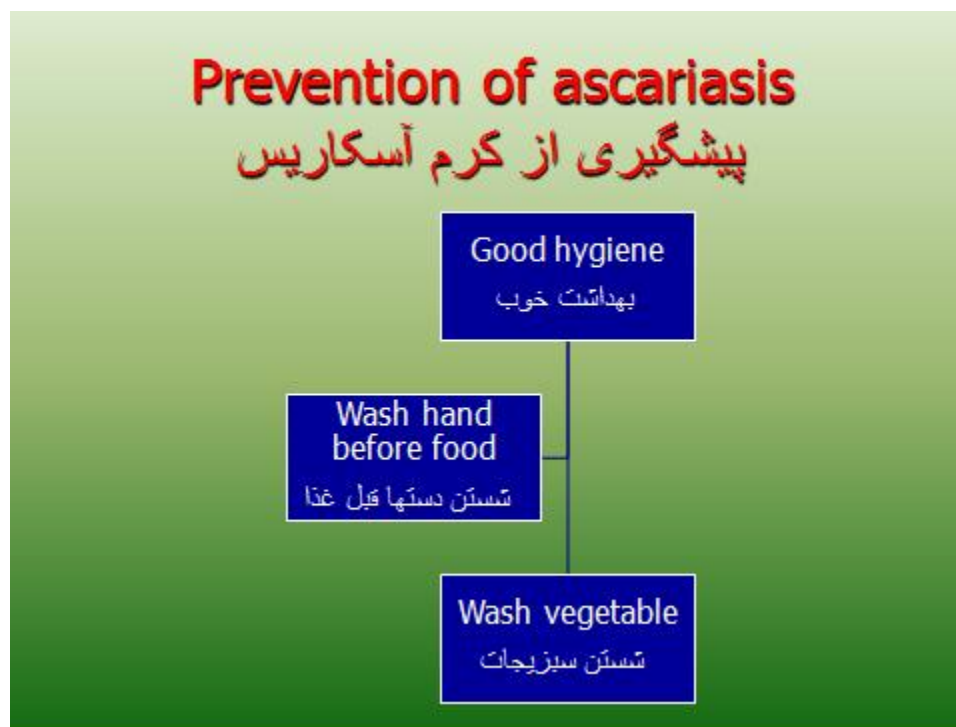 Prevention of ascariasis
پیشگیری از کرم آسکاریس
Good hygiene
بهداشت خوب
Wash hand
before food
شستن دستها قبل غذا
Wash vegetable
شستن سبزیجات